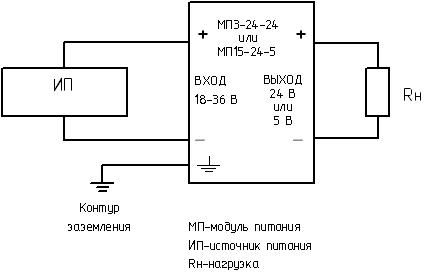 МП3-24-24
или
МП15-24-5
+
+
ИП
ВХОД
18-36 В
ВЫХОД
24 В
или
5 В
Rн
−
−
Контур
заземления
МП-модуль питания
ИП-источник питания
Rн-нагрузка